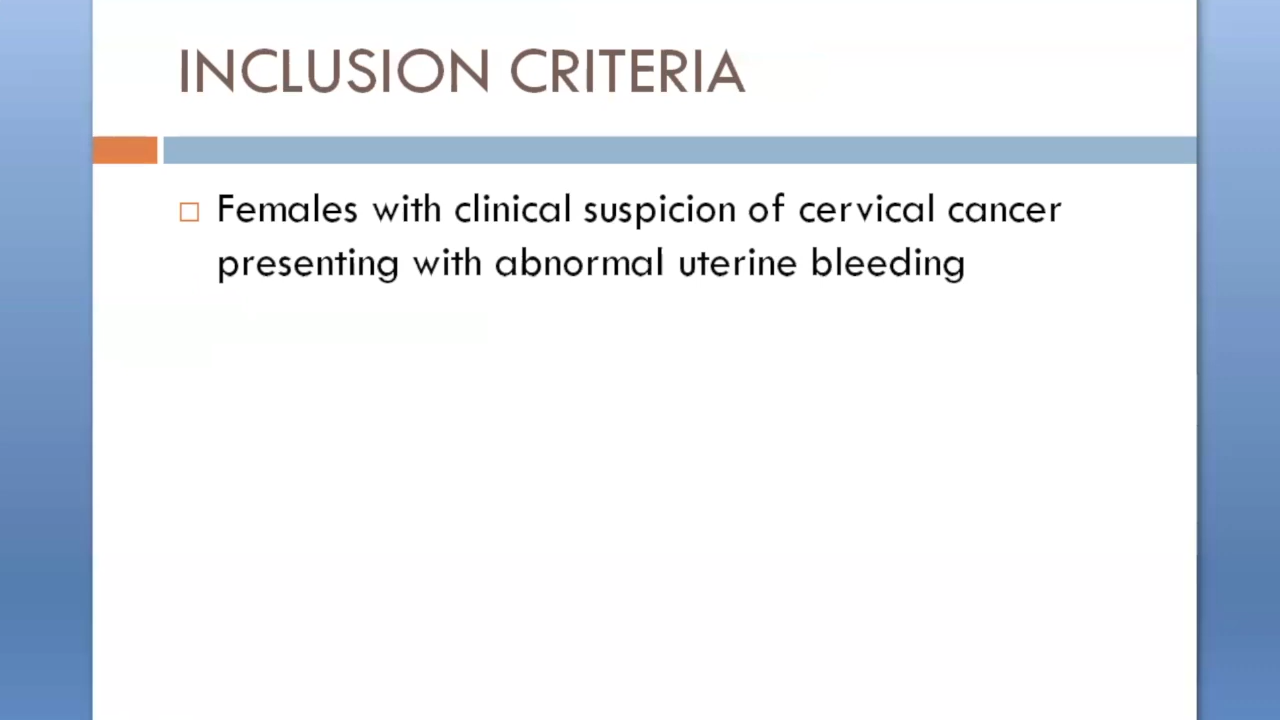 INCLUSION CRITERIA
Females with clinical suspicion of cervical cancer
presenting with abnormal uterine bleeding